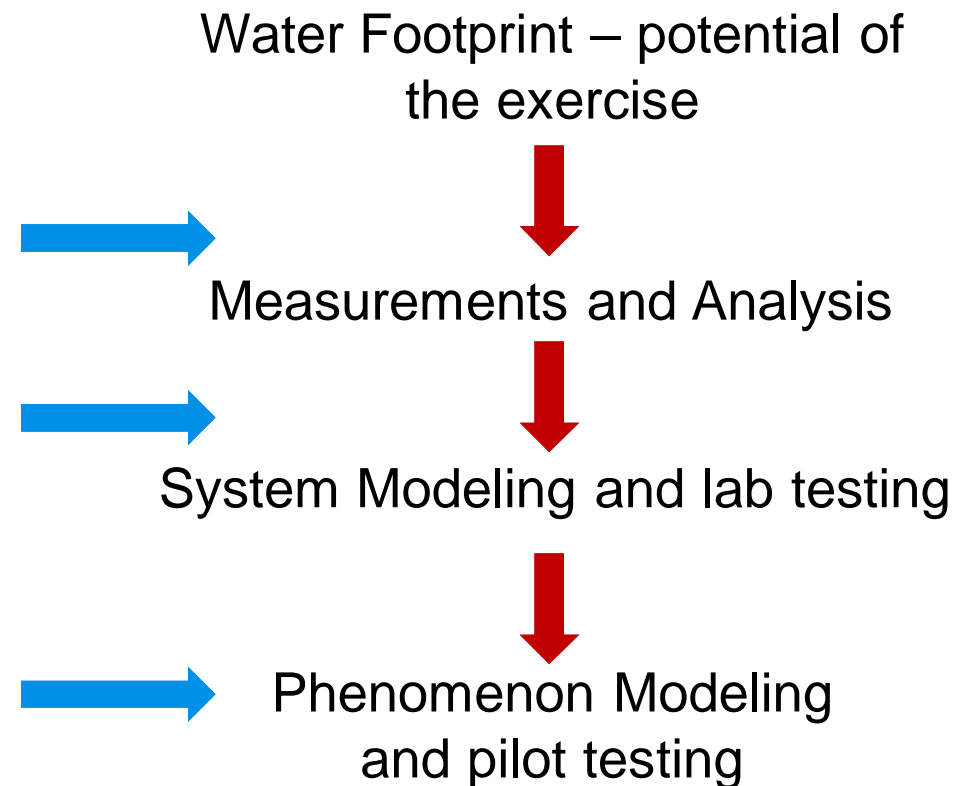 Water Footprint – potential of
the exercise
Measurements and Analysis
System Modeling and lab testing
Phenomenon Modeling
and pilot testing